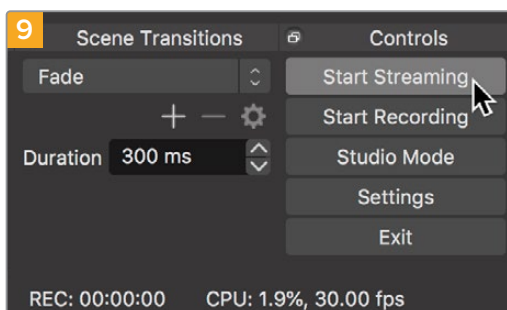 9
Scene Transitions
Controls
Fade
Start Streaming
Start Recording
Duration 300 ms
Studio Mode
Settings
Exit
REC: 00:00:00 CPU: 1.9%, 30.00 fps